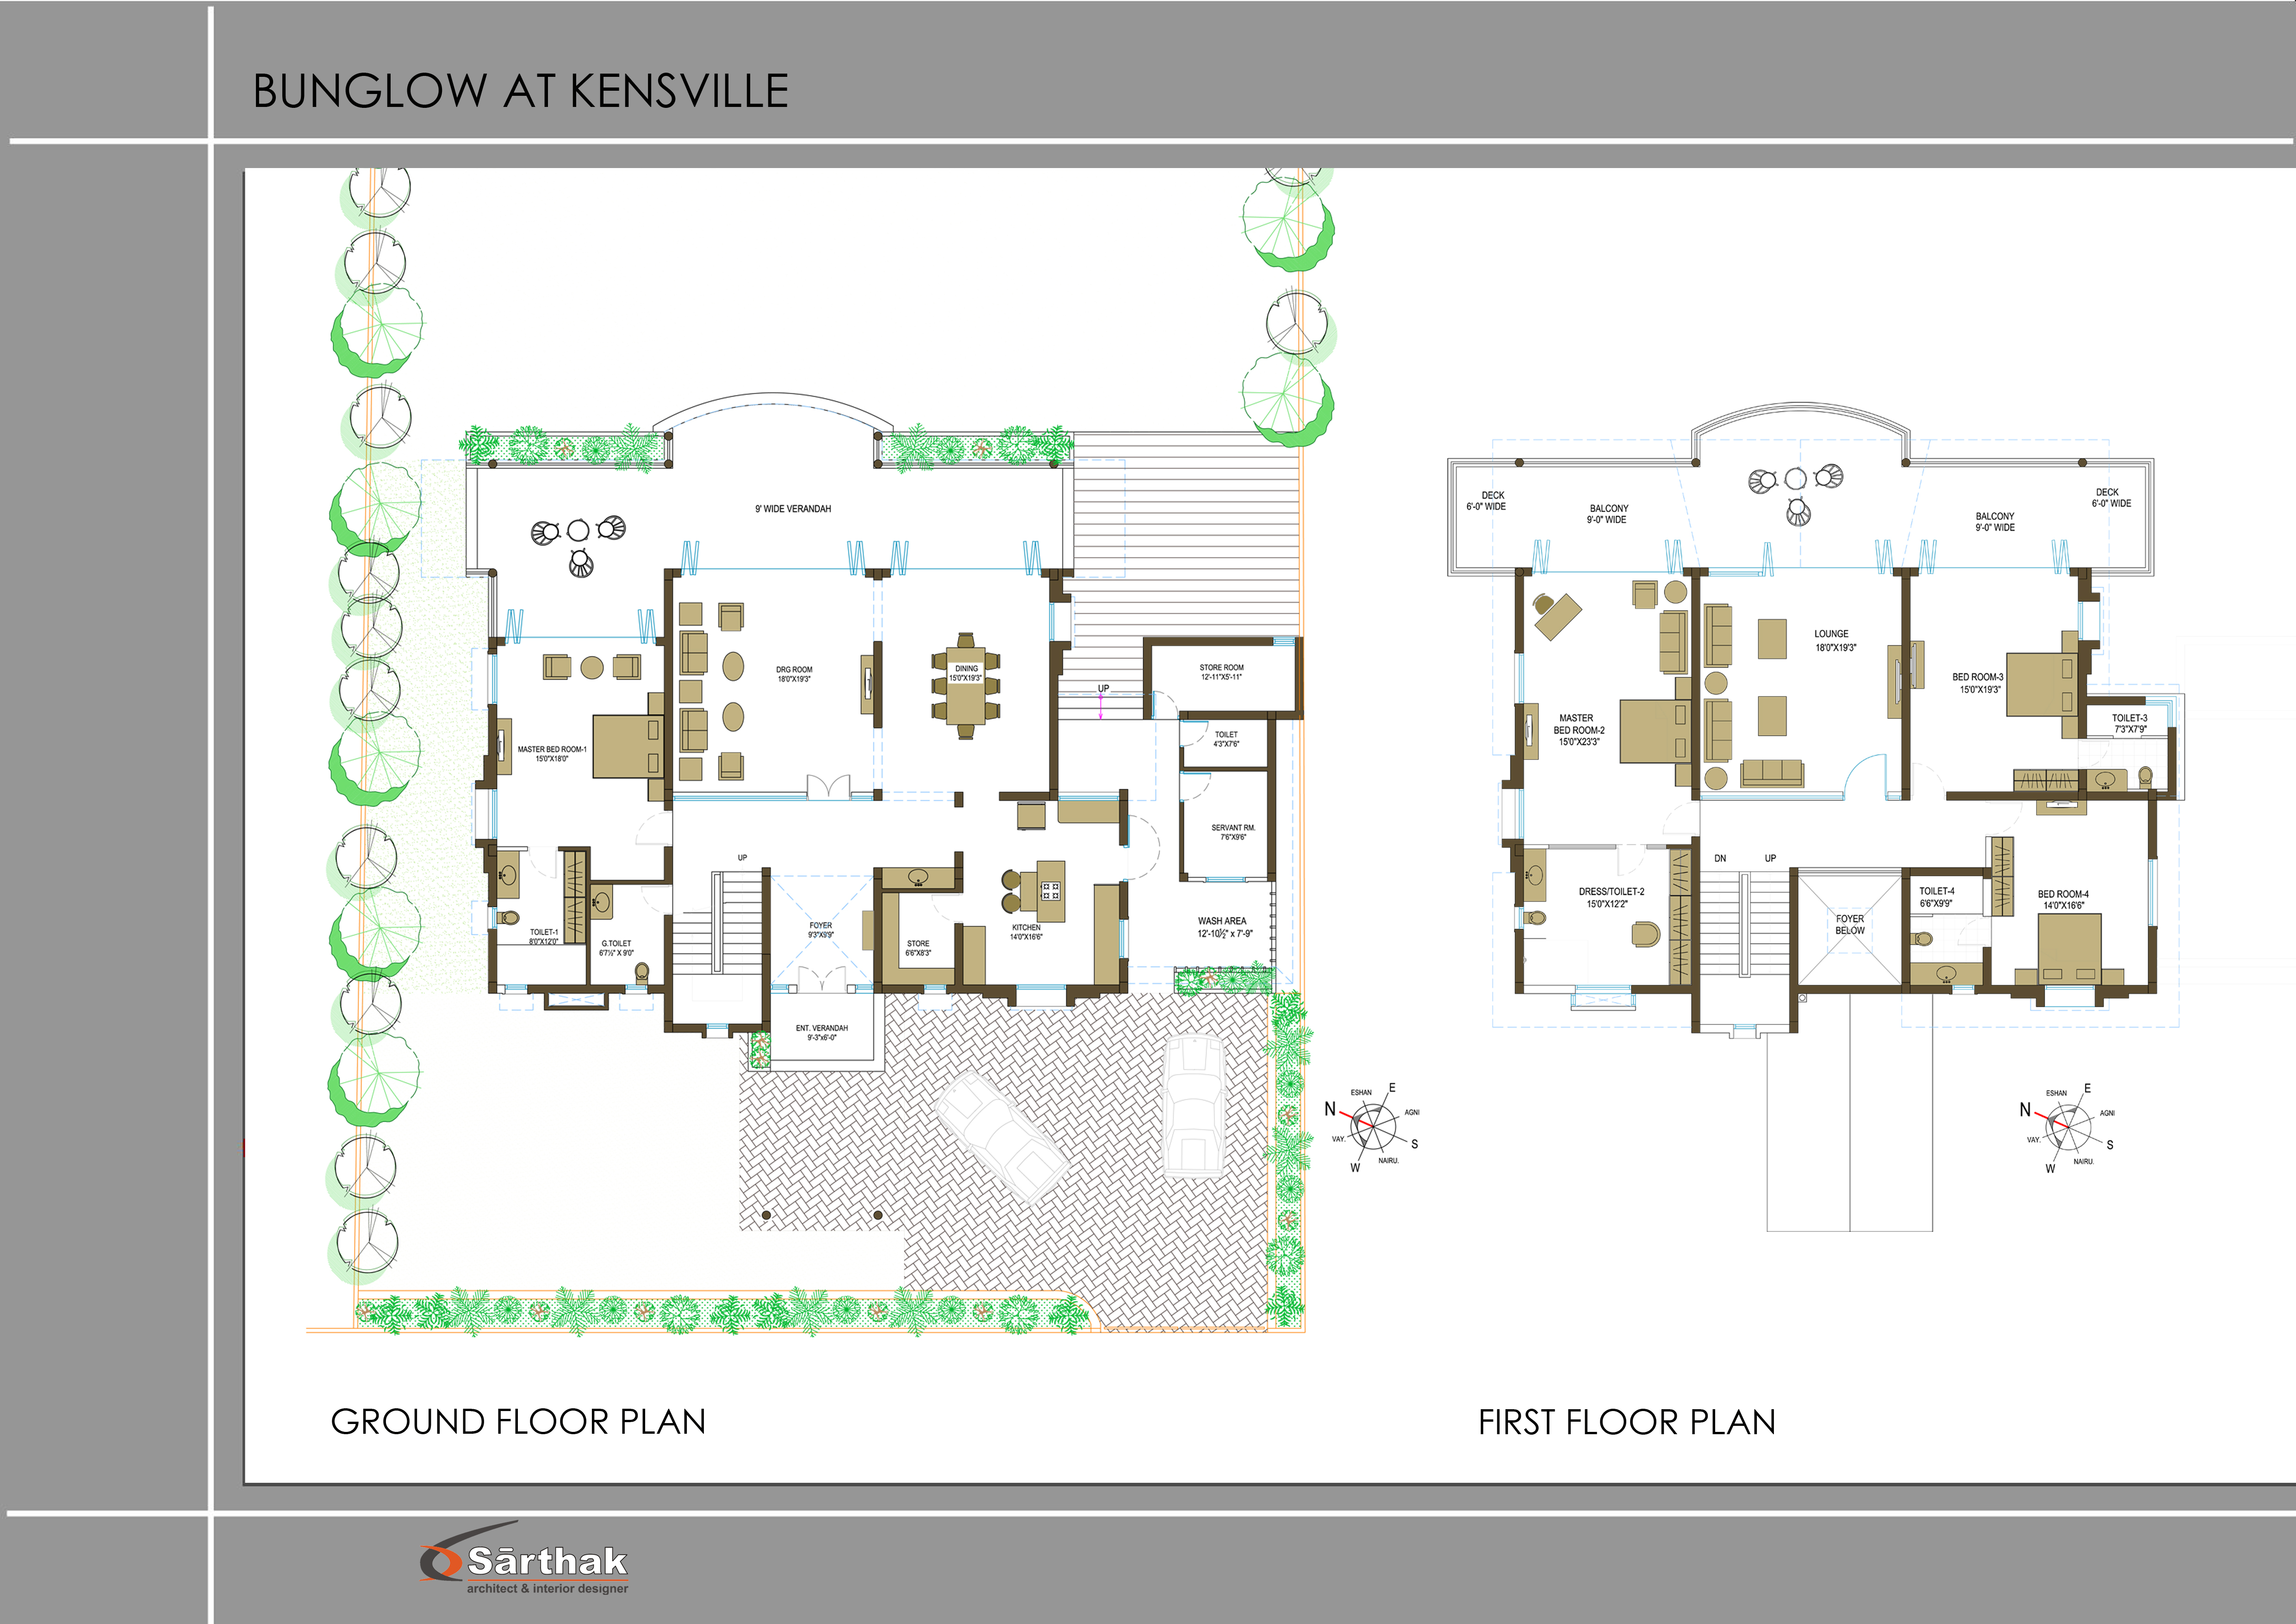 BUNGLOW AT KENSVILLE
9' WIDE VERANDAH
DRG ROOM
18'0"X19'3"
DINING
15'0"X19'3"
STORE ROOM
12'-11"X5'-11"
UP
TOILET
4'3"X7'6"
MASTER BED ROOM-1
15'0"X18'0"
SERVANT RM.
7'6"X9'6"
UP
TOILET-1
8'0"X12'0"
G.TOILET
6'7½" X 9'0"
FOYER
9'3"X9'9"
STORE
6'6"X8'3"
KITCHEN
14'0"X16'6"
WASH AREA
12'-10½" x 7'-9"
ENT. VERANDAH
9'-3"x6'-0"
N
ESHAN
E
AGNI
S
NAIRU.
W
VAY.
GROUND FLOOR PLAN
DECK
6'-0" WIDE
BALCONY
9'-0" WIDE
BALCONY
9'-0" WIDE
DECK
6'-0" WIDE
LOUNGE
18'0"X19'3"
BED ROOM-3
15'0"X19'3"
MASTER
BED ROOM-2
15'0"X23'3"
TOILET-3
7'3"X7'9"
DN
UP
DRESS/TOILET-2
15'0"X12'2"
FOYER
BELOW
TOILET-4
6'6"X9'9"
BED ROOM-4
14'0"X16'6"
N
ESHAN
E
AGNI
S
NAIRU.
W
VAY.
FIRST FLOOR PLAN
Sārthak
architect & interior designer